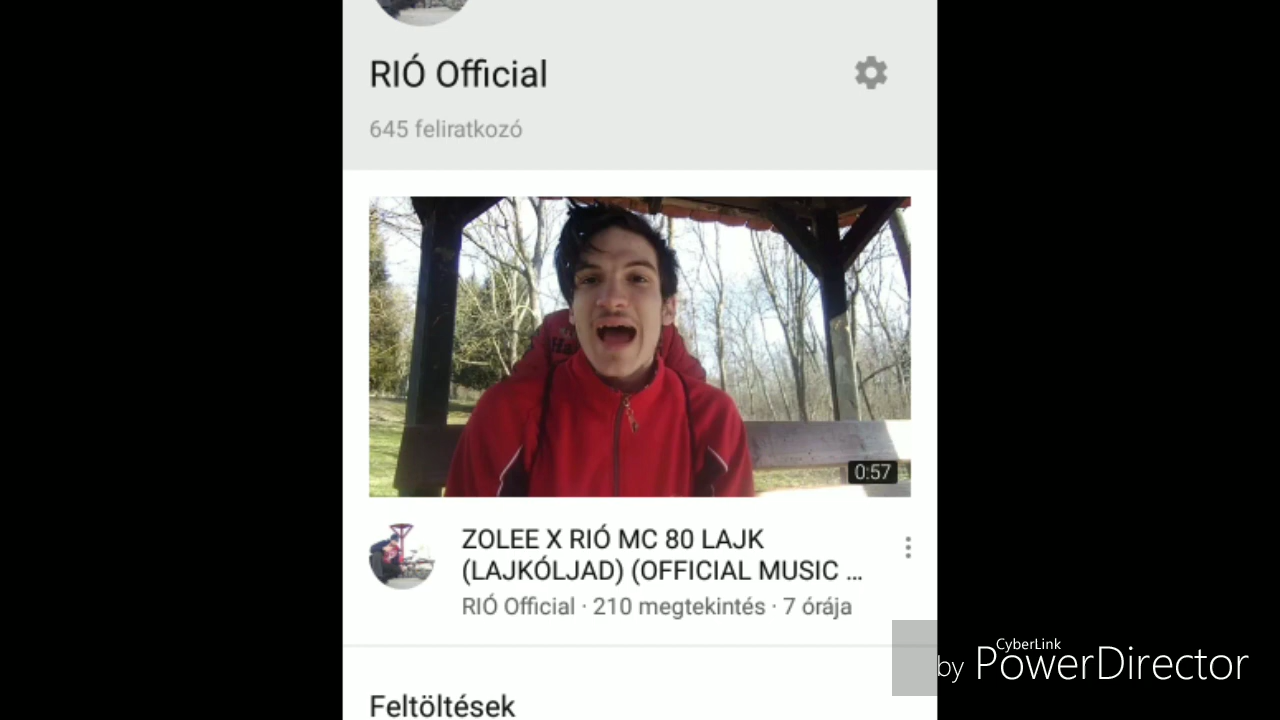 RIÓ Official
645 feliratkozó
0:57
ZOLEE X RIÓ MC 80 LAJK
(LAJKÓLJAD) (OFFICIAL MUSIC ...
RIÓ Official · 210 megtekintés · 7 órája
Feltöltések
CyberLink
by PowerDirector